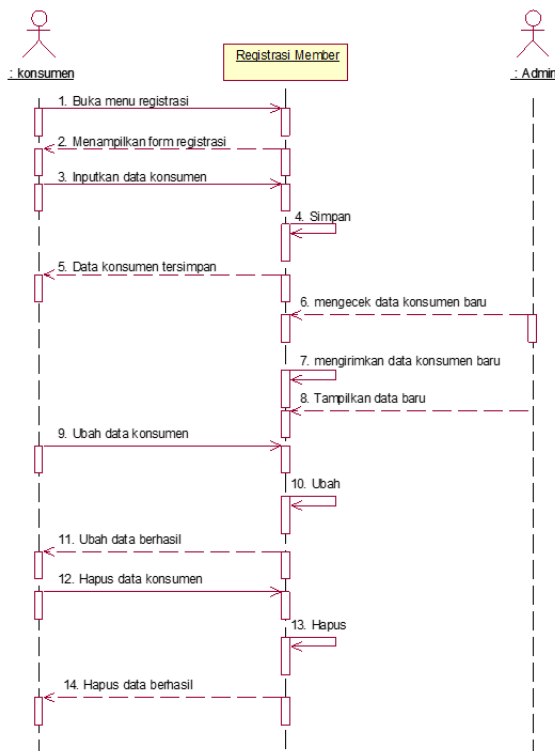 Registrasi Member
: konsumen
: Admin
1. Buka menu registrasi
2. Menampilkan form registrasi
3. Inputkan data konsumen
4. Simpan
5. Data konsumen tersimpan
6. mengecek data konsumen baru
7. mengirimkan data konsumen baru
8. Tampilkan data baru
9. Ubah data konsumen
10. Ubah
11. Ubah data berhasil
12. Hapus data konsumen
13. Hapus
14. Hapus data berhasil